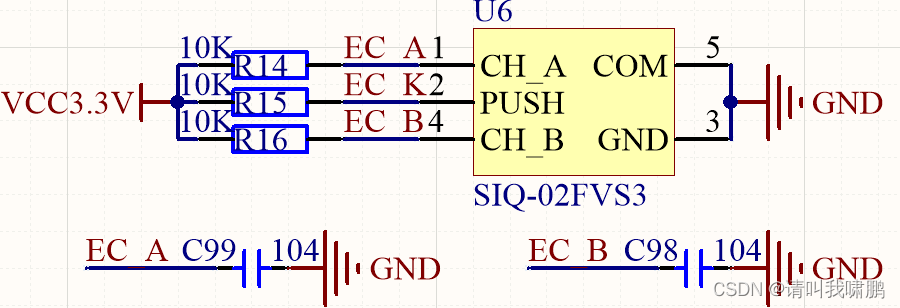 U6
10K R14 EC_A 1 CH_A COM 5
VCC3.3V 10K R15 EC_K 2 PUSH GND
10K R16 EC_B 4 CH_B GND 3
SIQ-02FVS3
EC_A C99 104 GND
EC_B C98 104 GND
CSDN @请叫我啸鹏